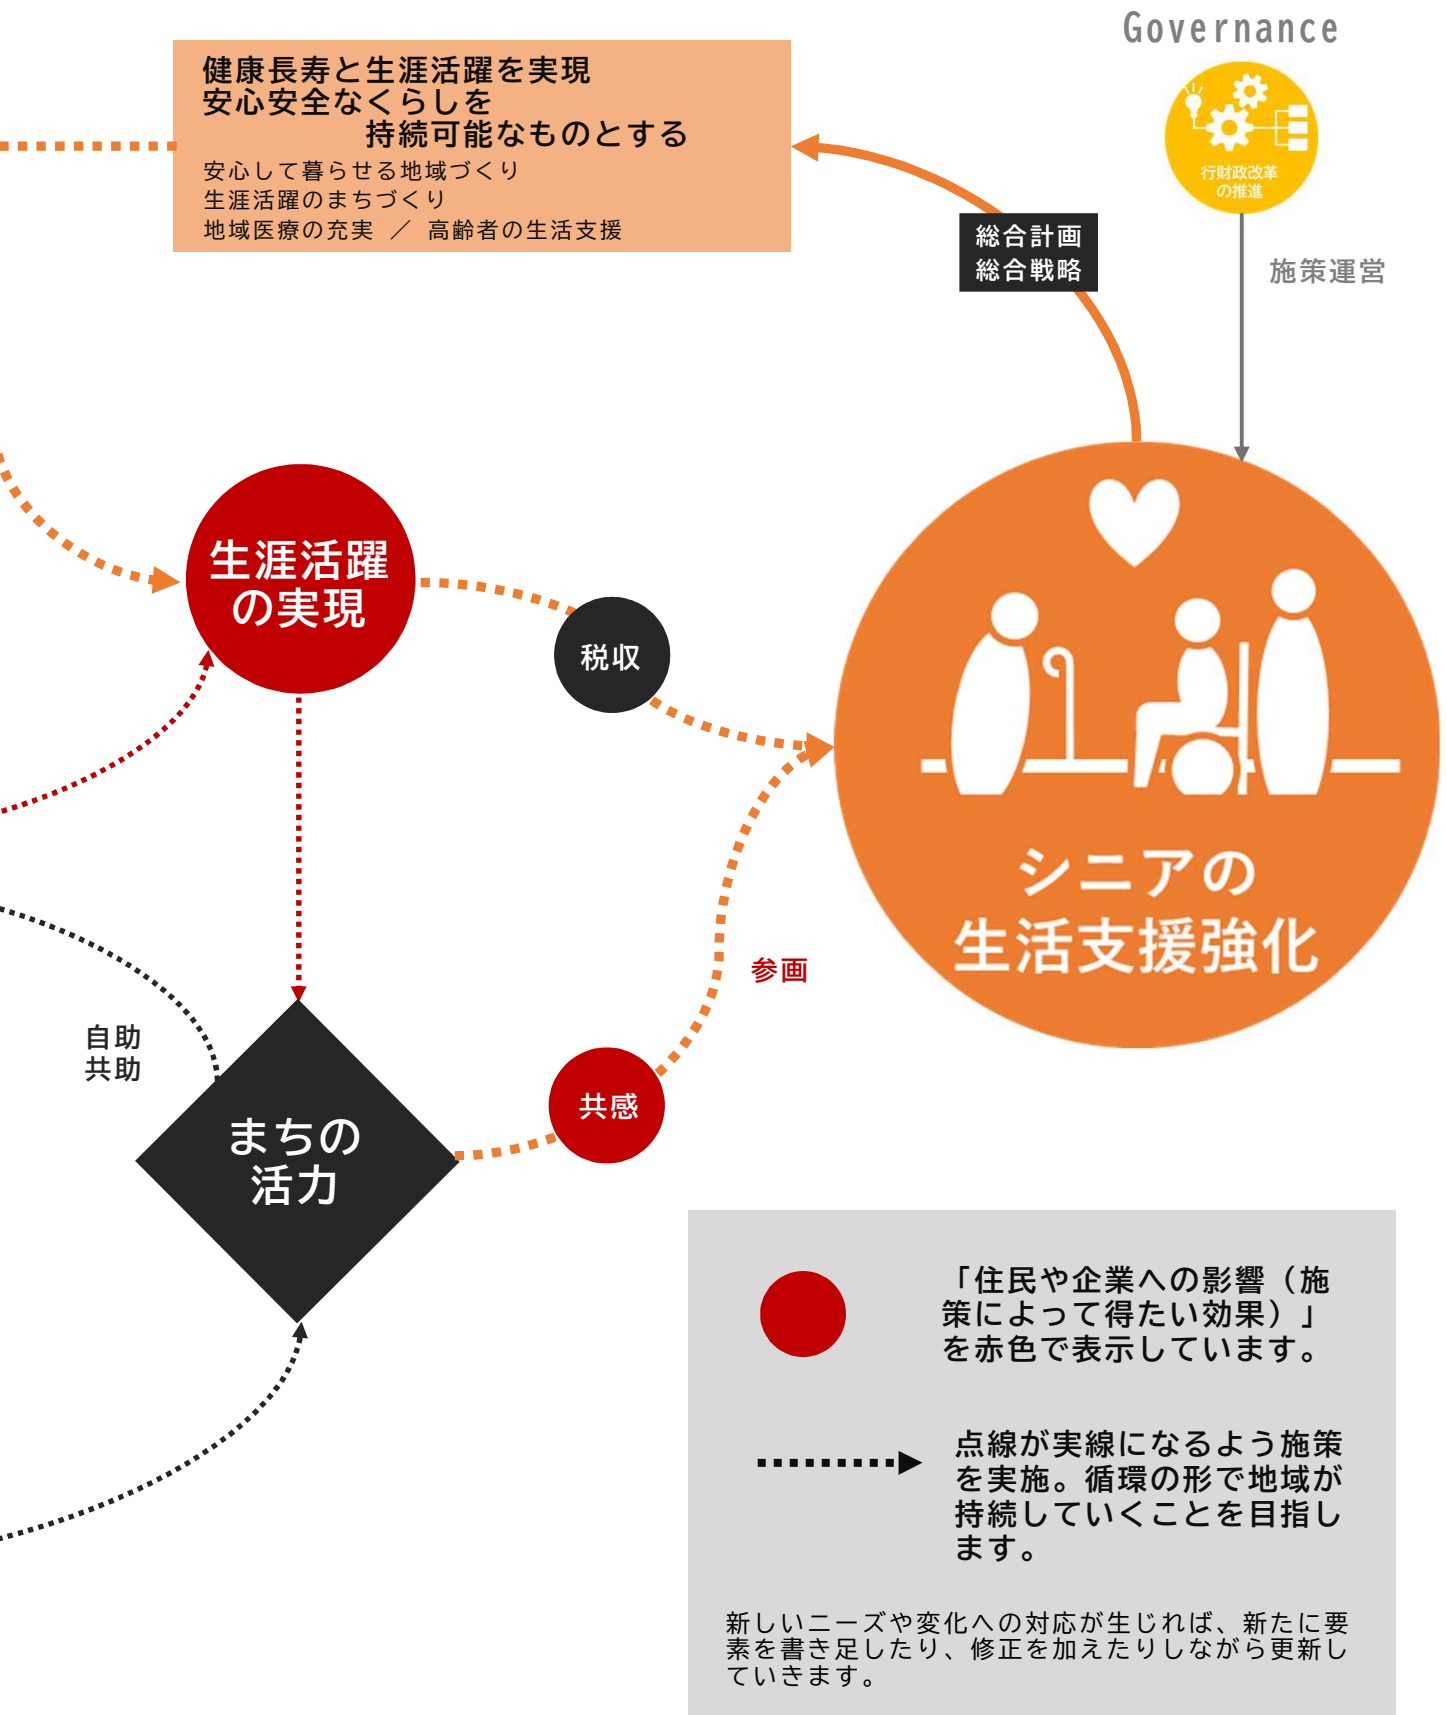 Governance
健康長寿と生涯活躍を実現
安心安全なくらしを
持続可能なものとする
安心して暮らせる地域づくり
生涯活躍のまちづくり
地域医療の充実 ／ 高齢者の生活支援
行財政改革
の推進
総合計画
総合戦略
施策運営
生涯活躍
の実現
税収
シニアの
生活支援強化
参画
自助
共助
共感
まちの
活力
「住民や企業への影響（施
策によって得たい効果）」
を赤色で表示しています。
点線が実線になるよう施策
を実施。循環の形で地域が
持続していくことを目指し
ます。
新しいニーズや変化への対応が生じれば、新たに要
素を書き足したり、修正を加えたりしながら更新し
ていきます。